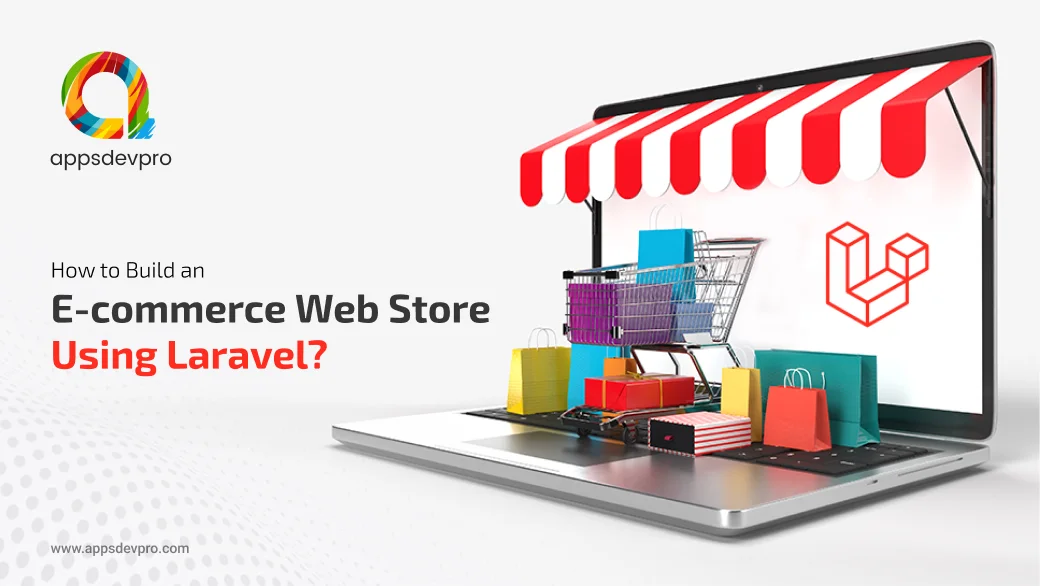 appsdevpro
How to Build an
E-commerce Web Store
Using Laravel?
www.appsdevpro.com